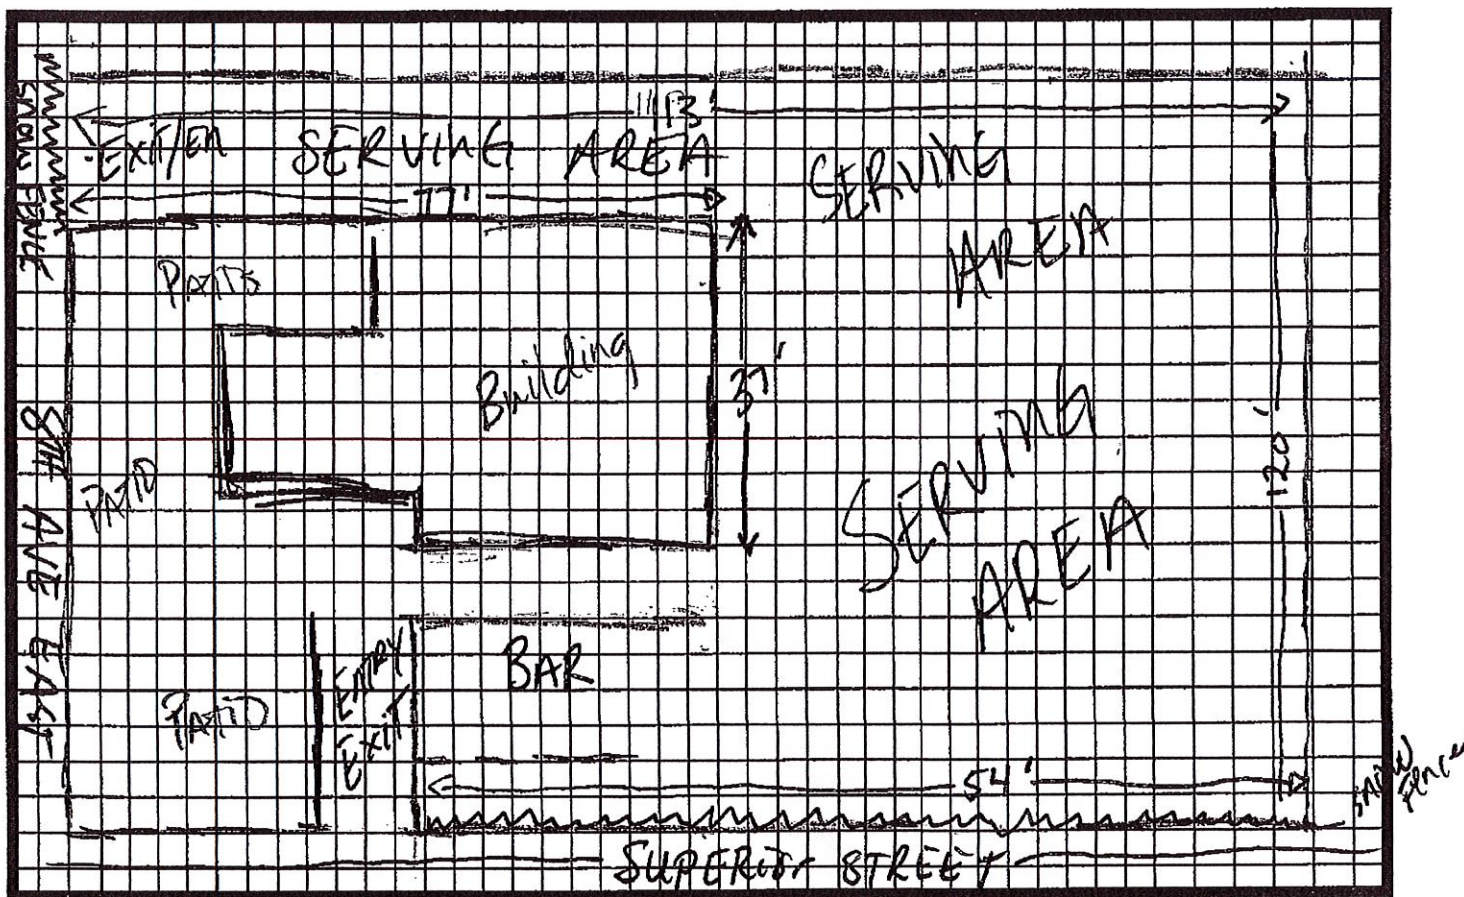 SNOW FENCE
113'
EXIT/EN SERVING AREA
77'
SERVING
AREA
PATIO
Building
37'
PATIO
8TH AVE EAST
SERVING
AREA
120'
PATIO
ENTRY
EXIT
BAR
54'
SNOW
FENCE
SUPERIOR STREET